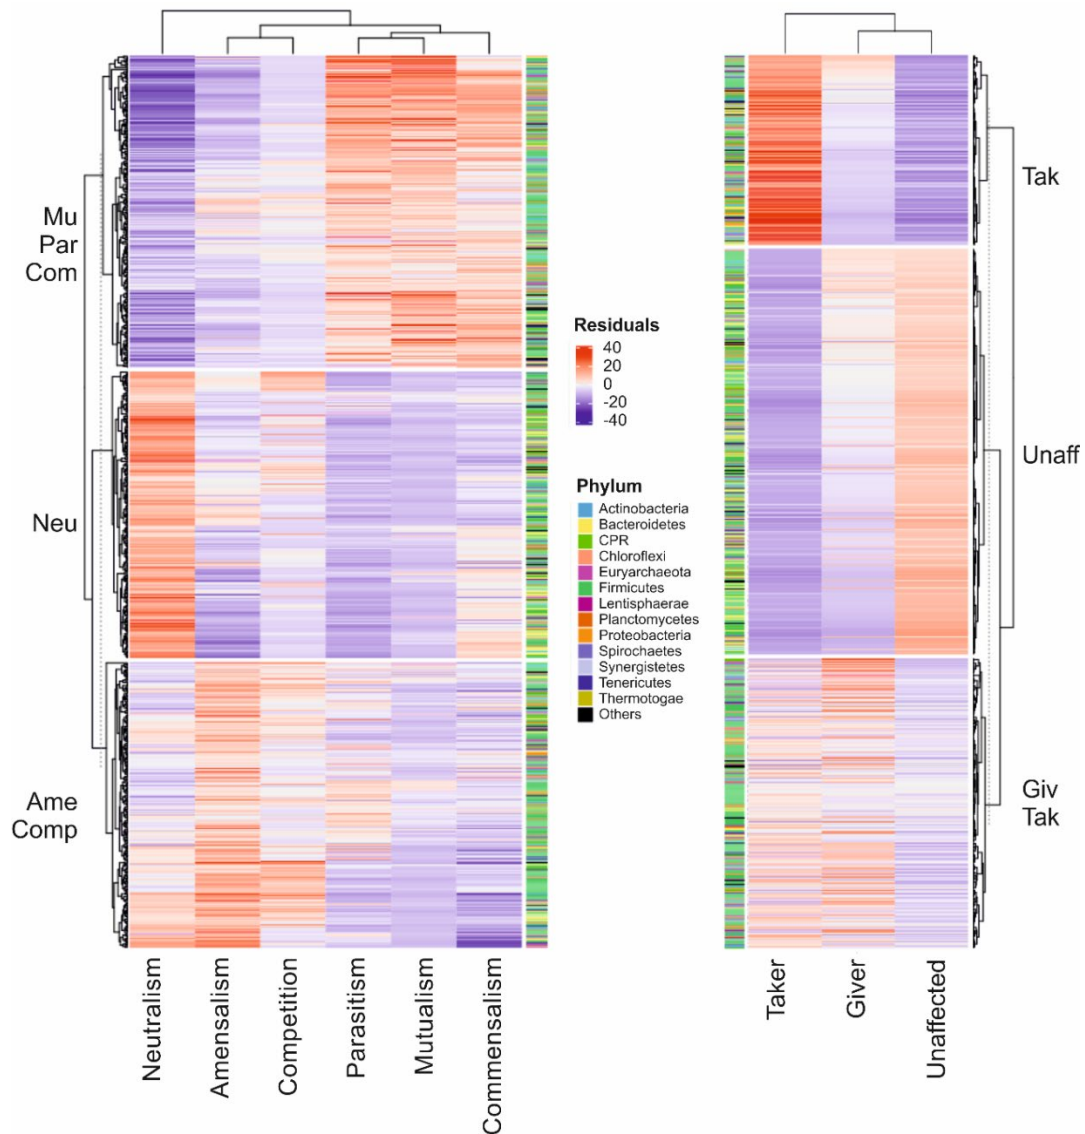 Mu
Par
Com
Neu
Ame
Comp
Neutralism
Amensalism
Competition
Parasitism
Mutualism
Commensalism
Residuals
40
20
0
-20
-40
Phylum
Actinobacteria
Bacteroidetes
CPR
Chloroflexi
Euryarchaeota
Firmicutes
Lentisphaerae
Planctomycetes
Proteobacteria
Spirochaetes
Synergistetes
Tenericutes
Thermotogae
Others
Tak
Unaff
Giv
Tak
Taker
Giver
Unaffected